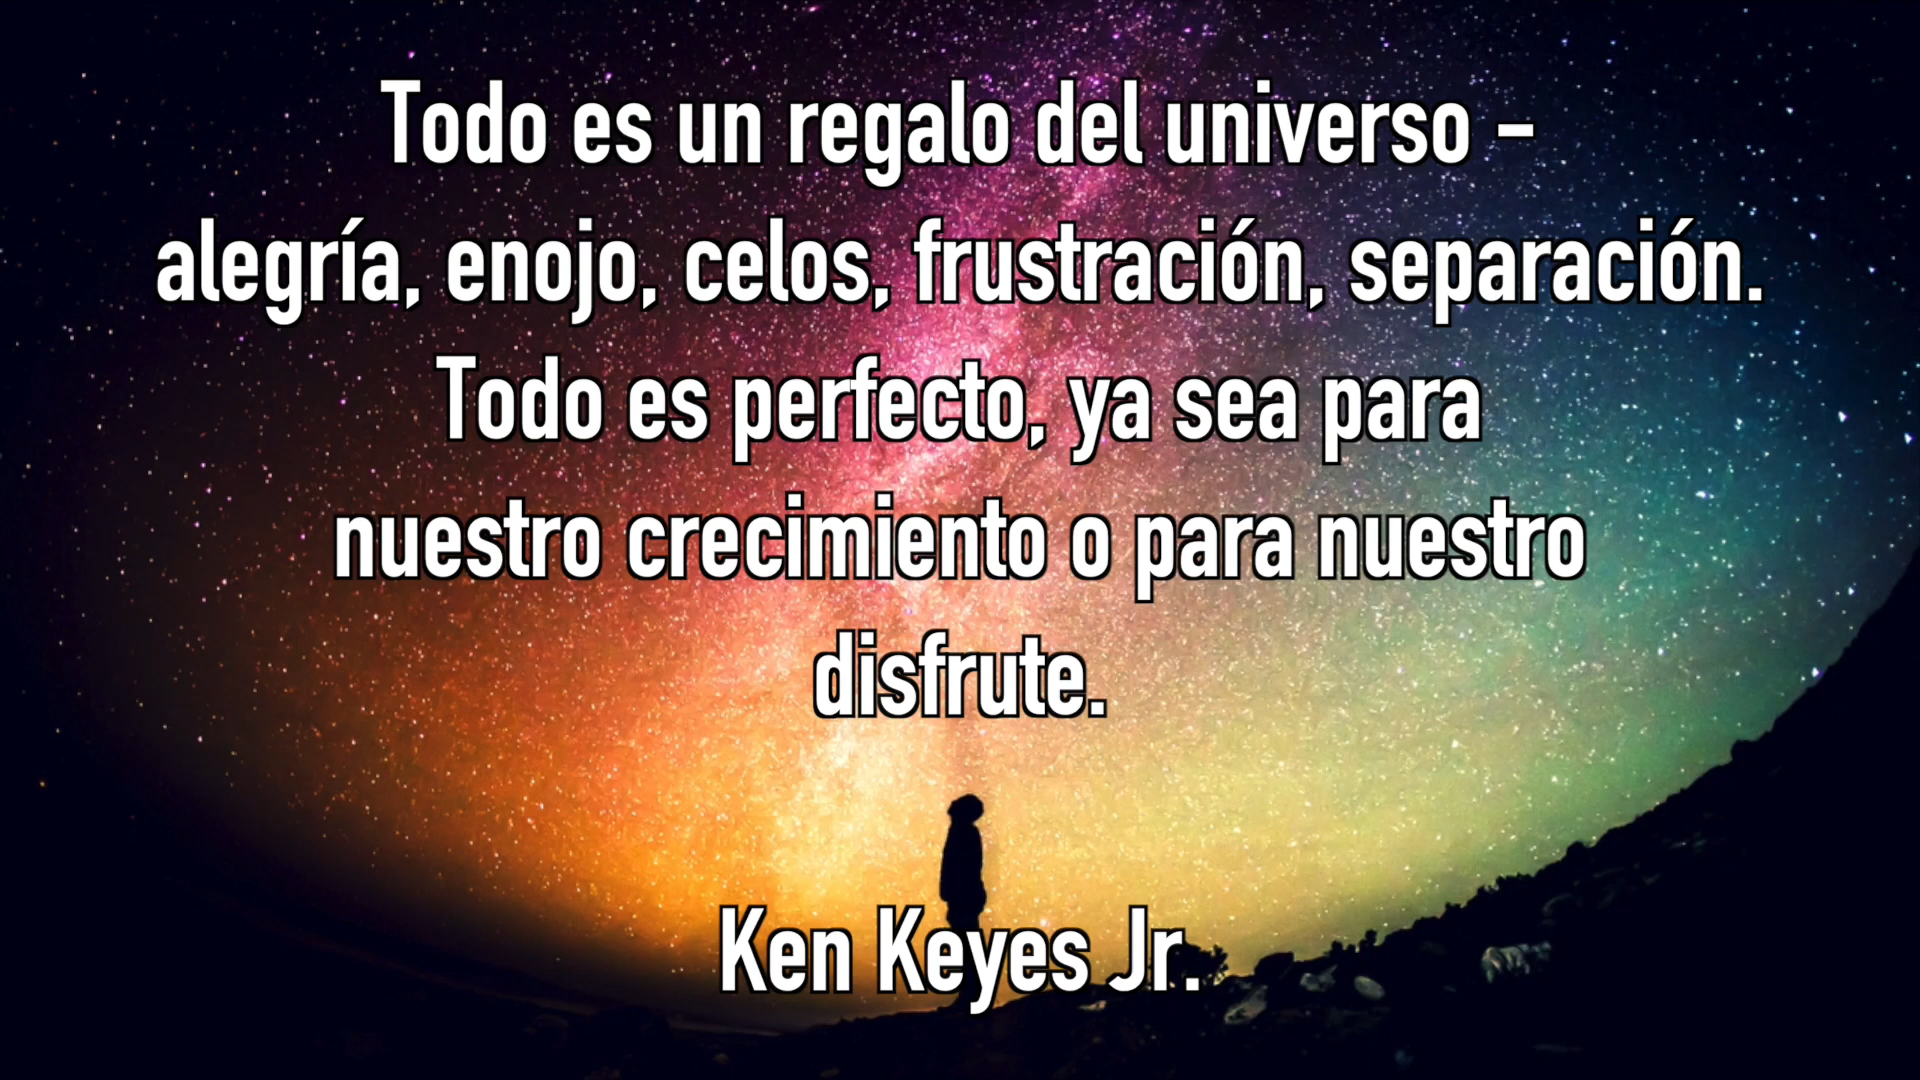 Todo es un regalo del universo –
alegría, enojo, celos, frustración, separación.
Todo es perfecto, ya sea para
nuestro crecimiento o para nuestro
disfrute.
Ken Keyes Jr.